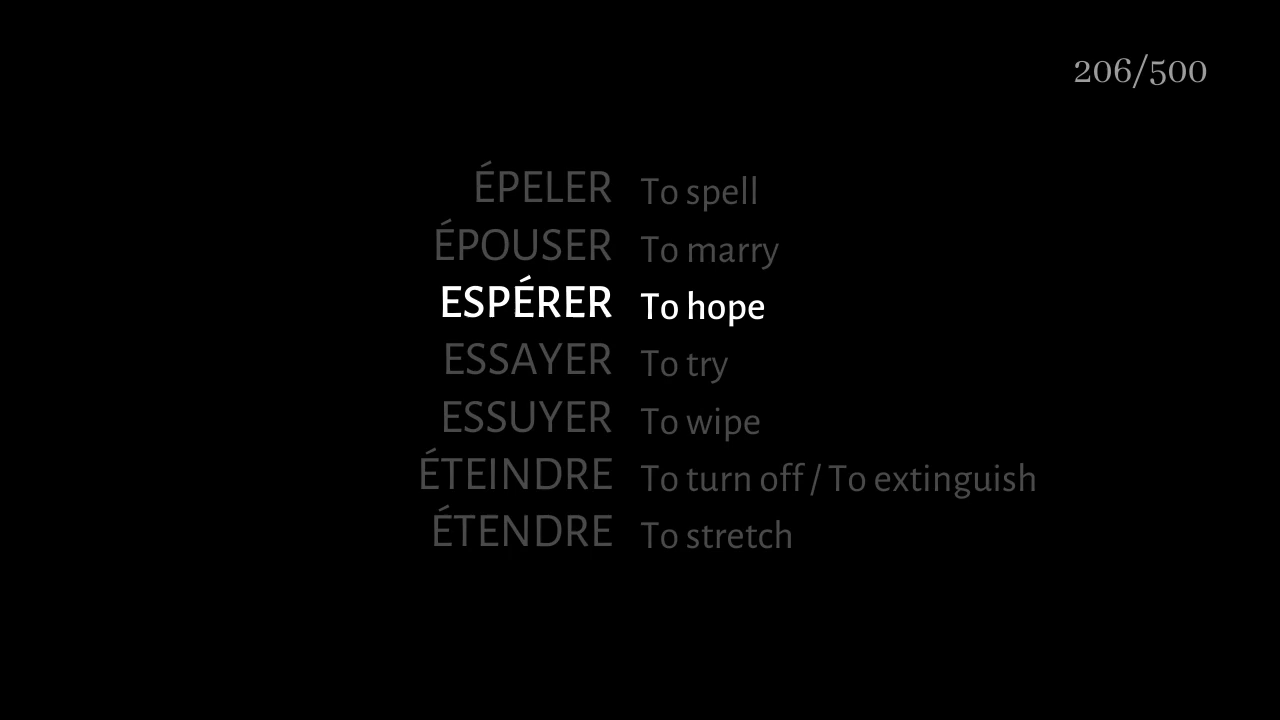 206/500
ÉPELER To spell
ÉPOUSER To marry
ESPÉRER To hope
ESSAYER To try
ESSUYER To wipe
ÉTEINDRE To turn off / To extinguish
ÉTENDRE To stretch